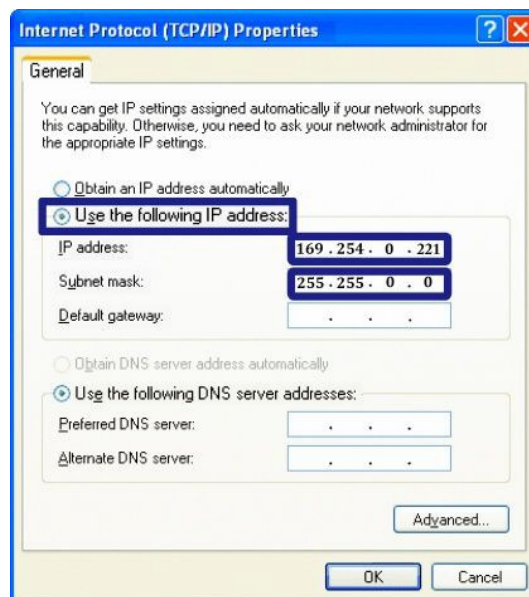 Internet Protocol (TCP/IP) Properties
General
You can get IP settings assigned automatically if your network supports
this capability. Otherwise, you need to ask your network administrator for
the appropriate IP settings.
Obtain an IP address automatically
Use the following IP address:
IP address: 169 . 254 . 0 . 221
Subnet mask: 255 . 255 . 0 . 0
Default gateway: . . .
Obtain DNS server address automatically
Use the following DNS server addresses:
Preferred DNS server: . . .
Alternate DNS server: . . .
Advanced...
OK Cancel